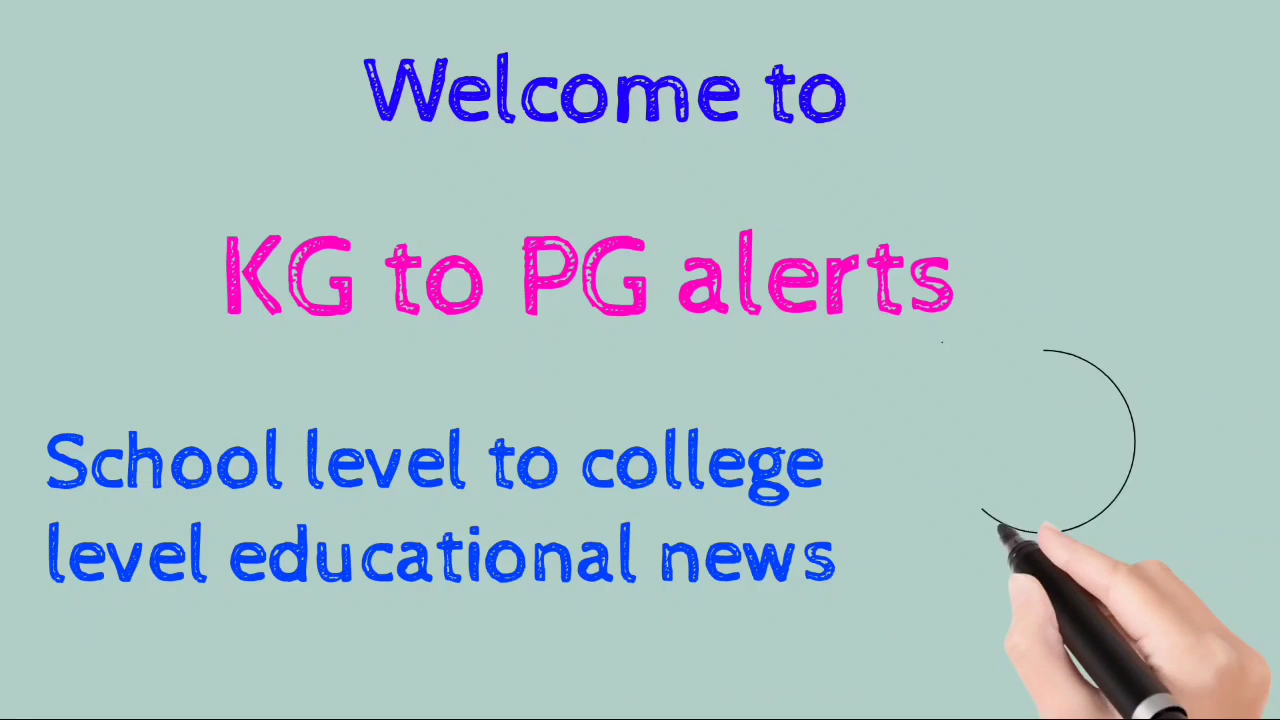 Welcome to
KG to PG alerts
School level to college
level educational news